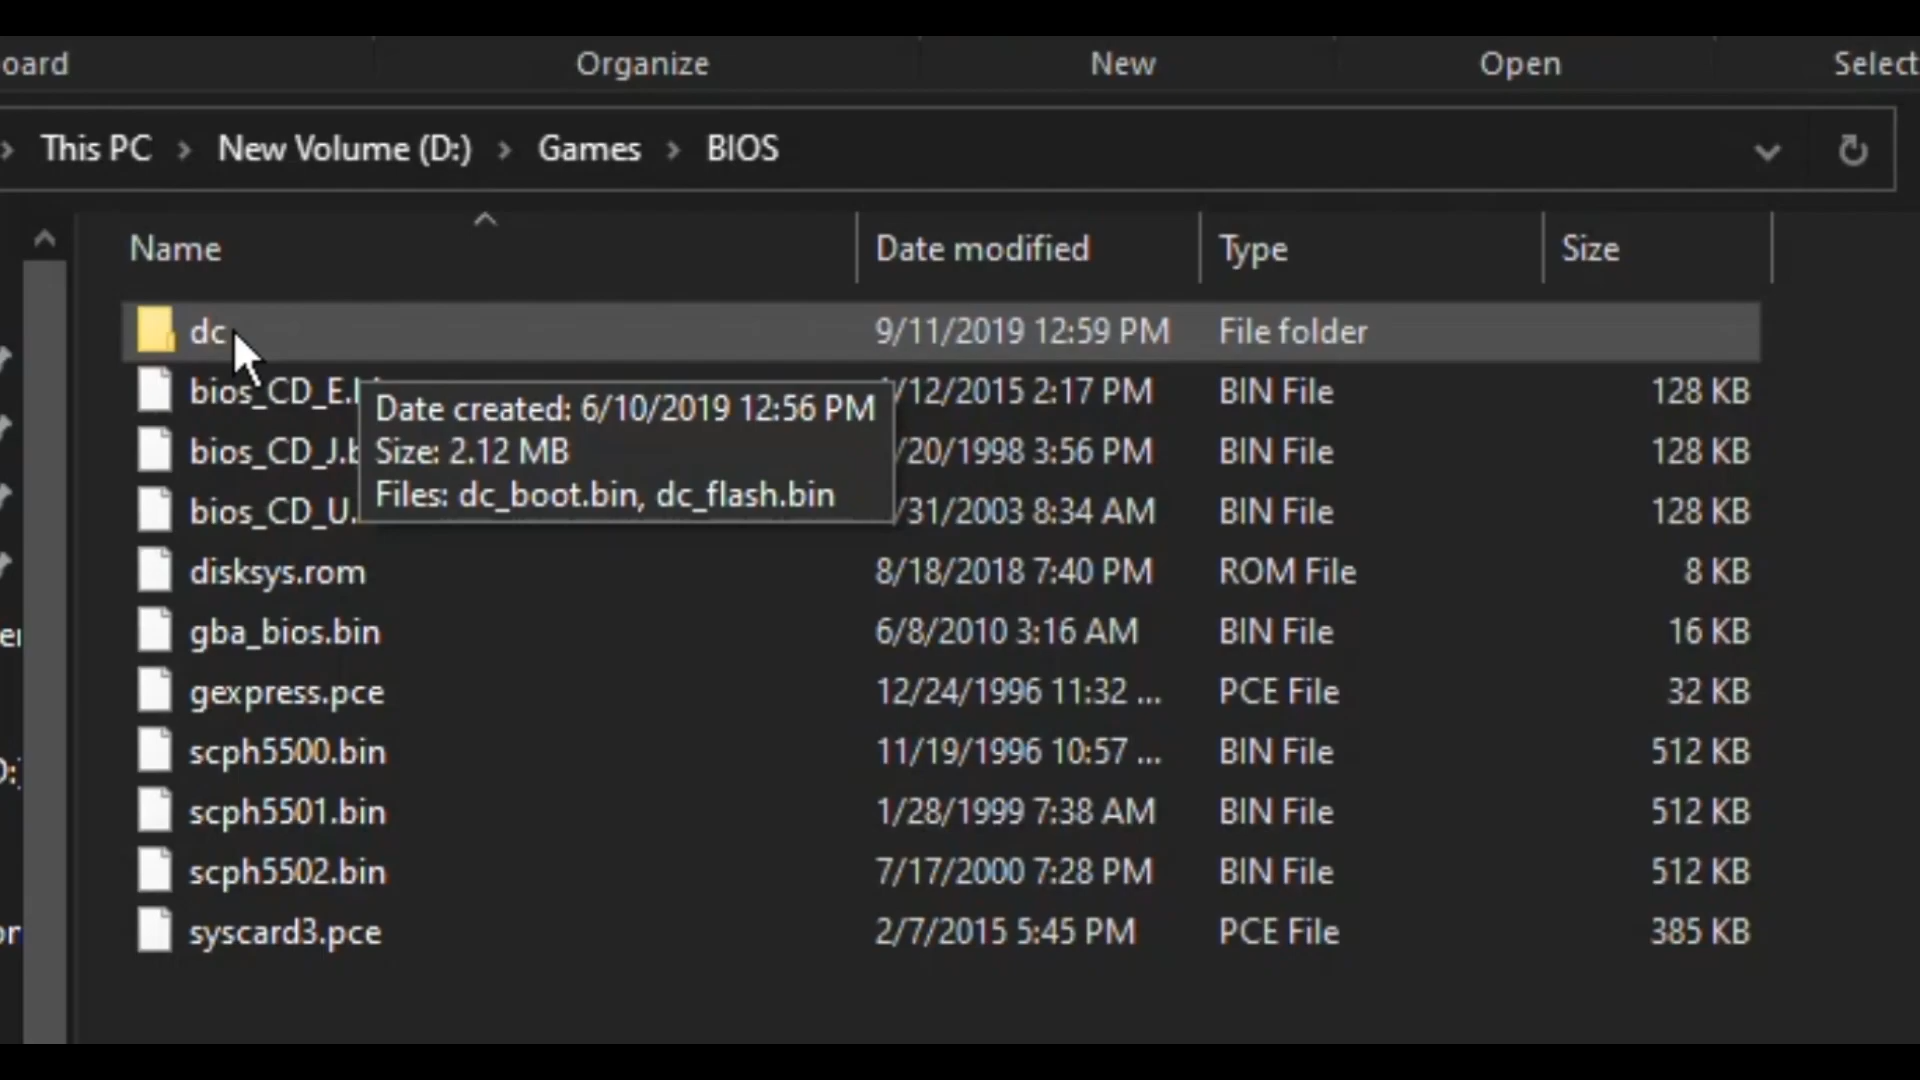 oard Organize New Open Select
This PC > New Volume (D:) > Games > BIOS
Name Date modified Type Size
dc 9/11/2019 12:59 PM File folder
bios_CD_E. /12/2015 2:17 PM BIN File 128 KB
bios_CD_J.b /20/1998 3:56 PM BIN File 128 KB
bios_CD_U. /31/2003 8:34 AM BIN File 128 KB
Date created: 6/10/2019 12:56 PM
Size: 2.12 MB
Files: dc_boot.bin, dc_flash.bin
disksys.rom 8/18/2018 7:40 PM ROM File 8 KB
gba_bios.bin 6/8/2010 3:16 AM BIN File 16 KB
gexpress.pce 12/24/1996 11:32 ... PCE File 32 KB
scph5500.bin 11/19/1996 10:57 ... BIN File 512 KB
scph5501.bin 1/28/1999 7:38 AM BIN File 512 KB
scph5502.bin 7/17/2000 7:28 PM BIN File 512 KB
syscard3.pce 2/7/2015 5:45 PM PCE File 385 KB